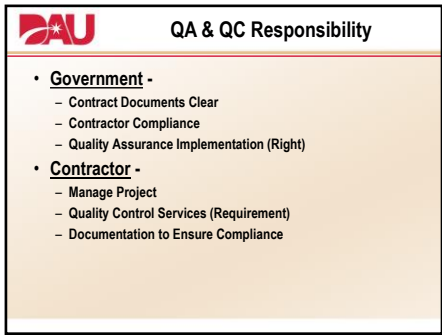 DAU
QA & QC Responsibility
• Government -
– Contract Documents Clear
– Contractor Compliance
– Quality Assurance Implementation (Right)
• Contractor -
– Manage Project
– Quality Control Services (Requirement)
– Documentation to Ensure Compliance